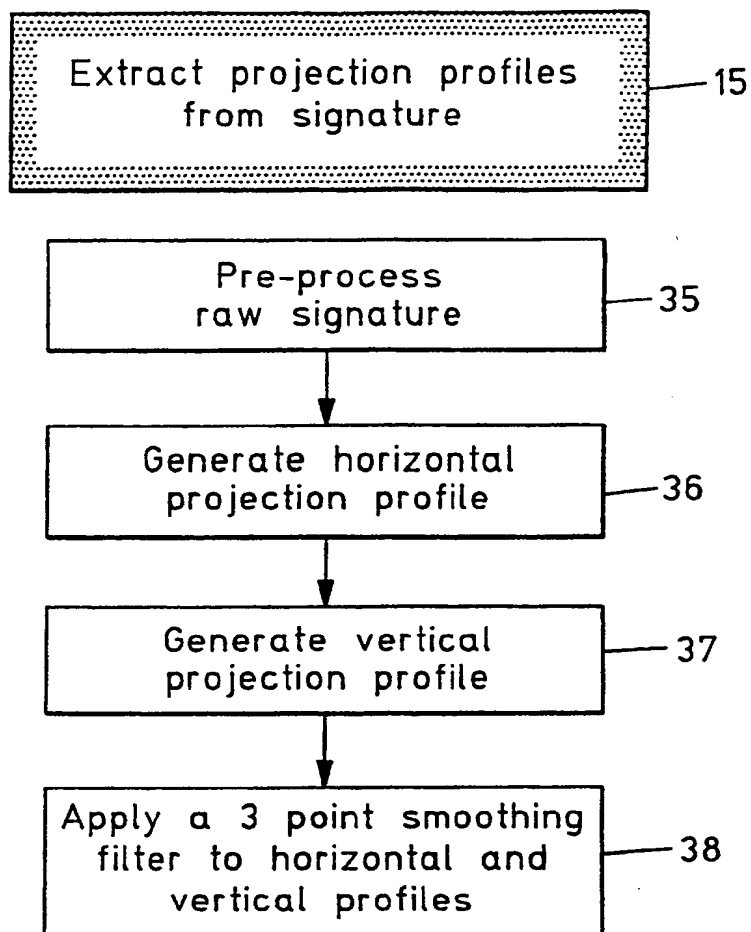 Extract projection profiles
from signature
15
Pre-process
raw signature
35
Generate horizontal
projection profile
36
Generate vertical
projection profile
37
Apply a 3 point smoothing
filter to horizontal and
vertical profiles
38